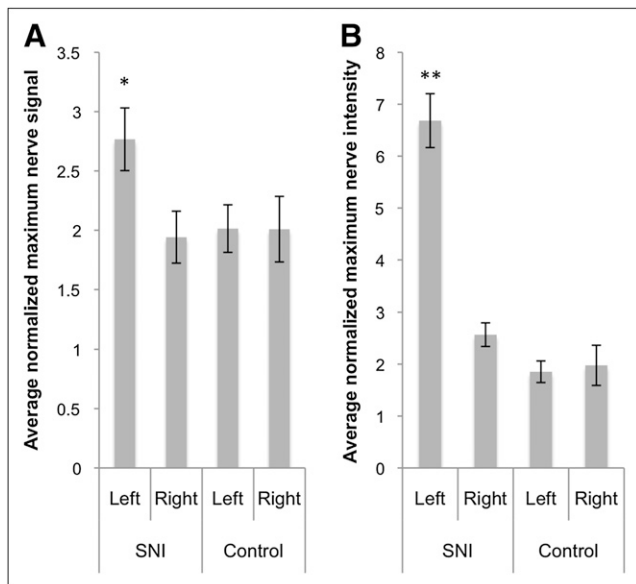 A
Average normalized maximum nerve signal
3.5
3
2.5
2
1.5
1
0.5
0
*
Left Right Left Right
SNI Control
B
Average normalized maximum nerve intensity
8
7
6
5
4
3
2
1
0
**
Left Right Left Right
SNI Control